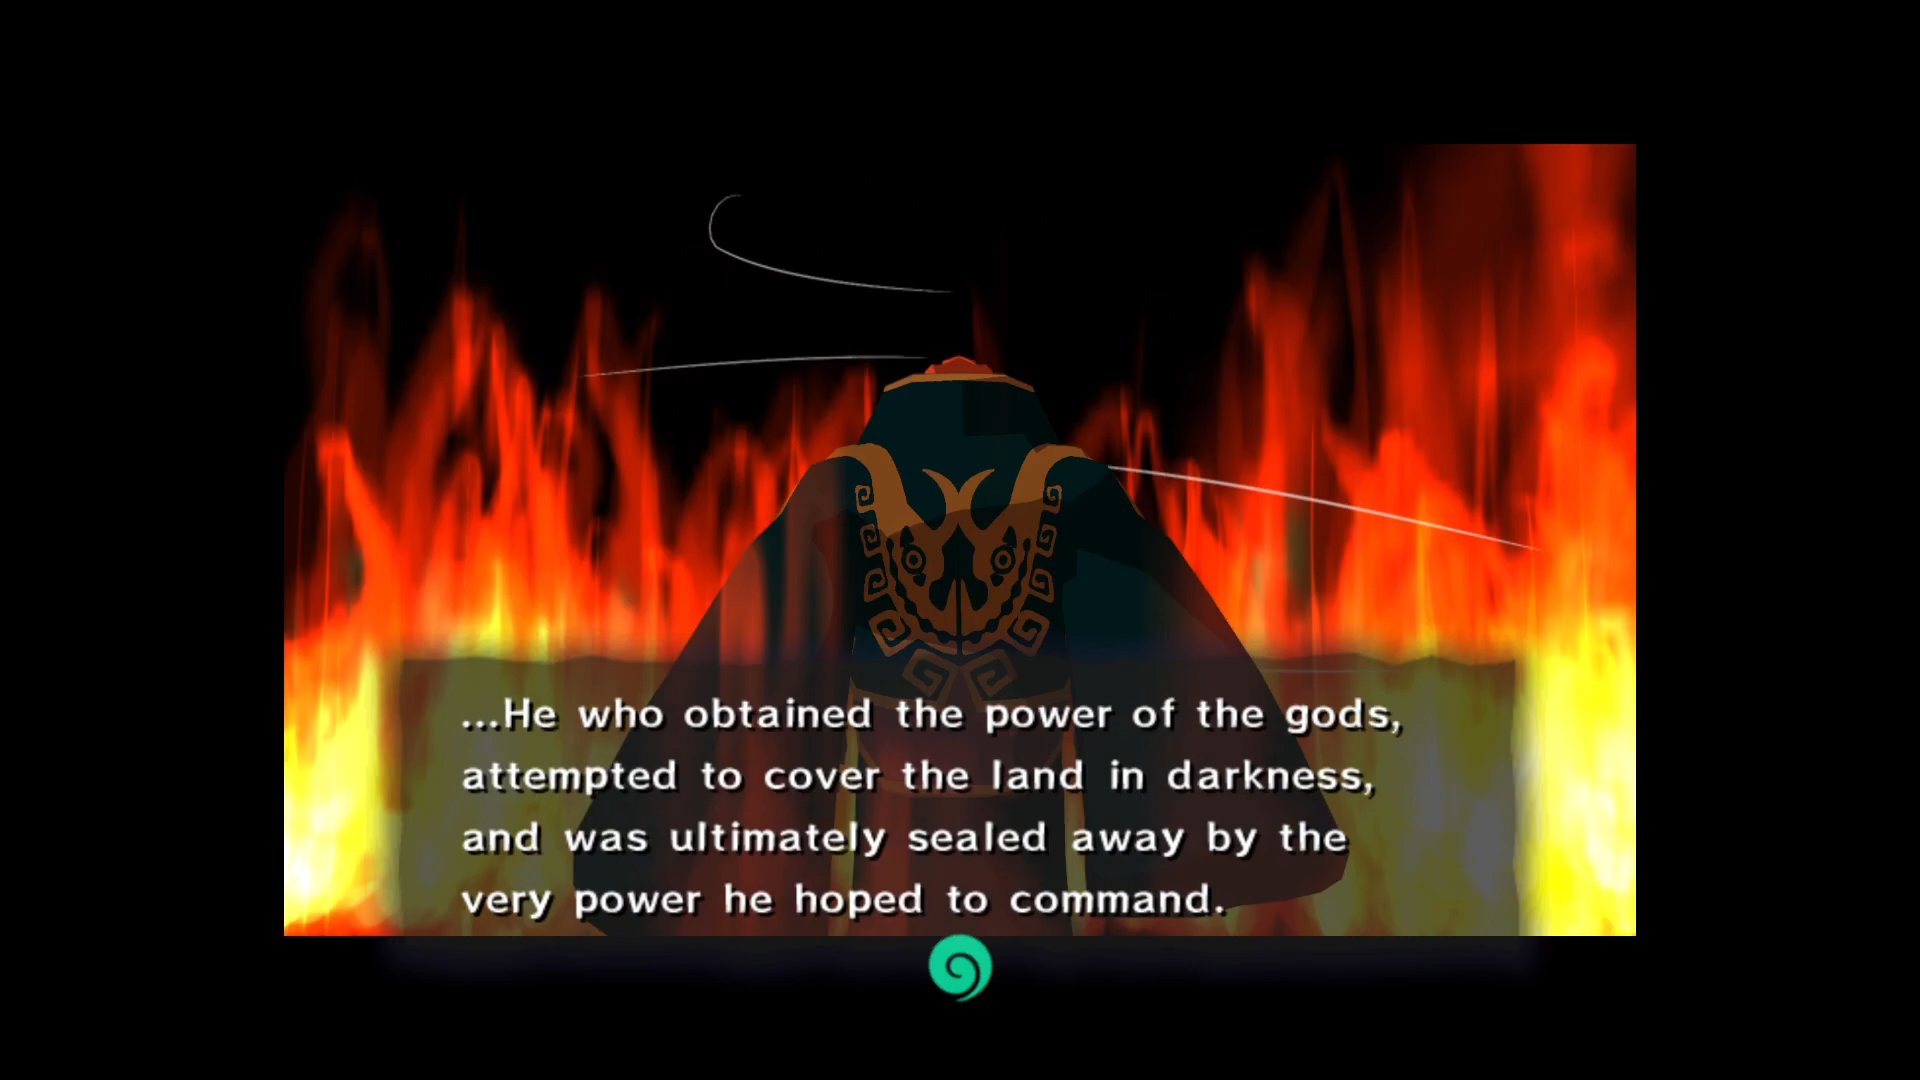 ...He who obtained the power of the gods,
attempted to cover the land in darkness,
and was ultimately sealed away by the
very power he hoped to command.